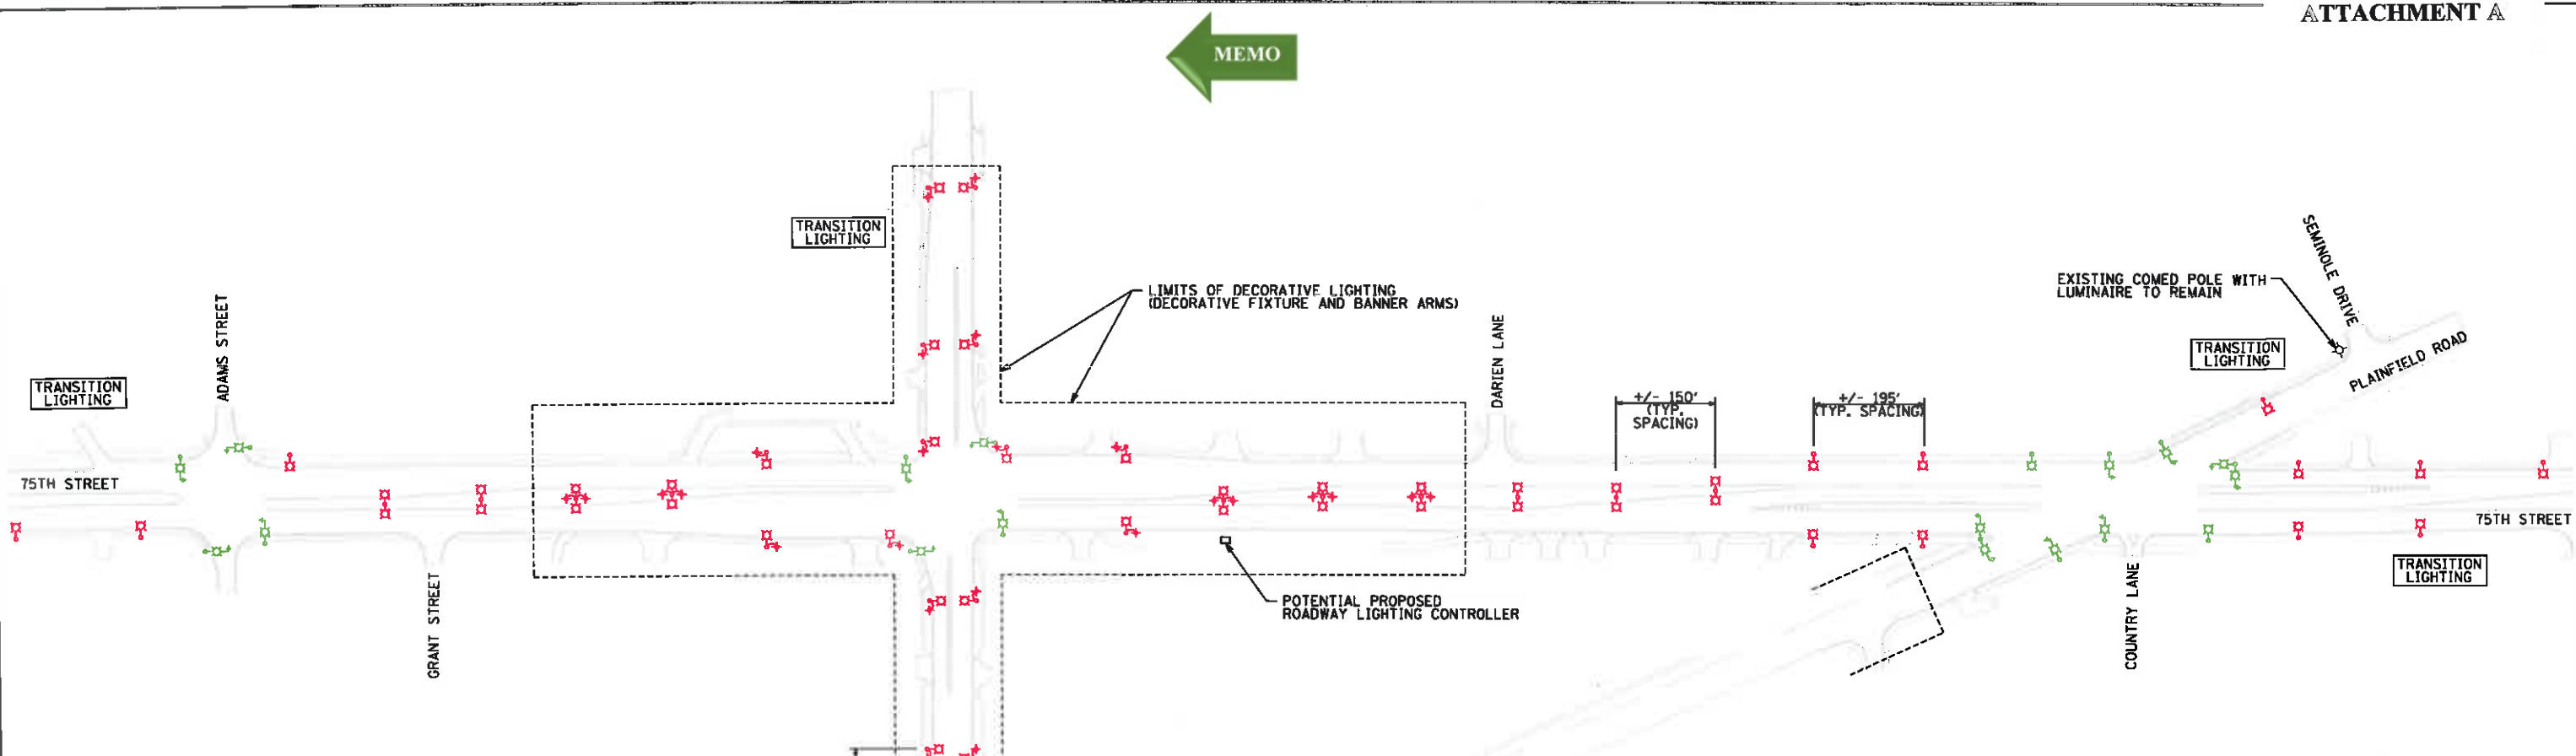 ATTACHMENT A
MEMO
TRANSITION
LIGHTING
SEMINOLE DRIVE
EXISTING COMED POLE WITH
LUMINAIRE TO REMAIN
LIMITS OF DECORATIVE LIGHTING
(DECORATIVE FIXTURE AND BANNER ARMS)
ADAMS STREET
DARIEN LANE
TRANSITION
LIGHTING
PLAINFIELD ROAD
TRANSITION
LIGHTING
+/- 150'
(TYP.
SPACING)
+/- 195'
(TYP. SPACING)
75TH STREET
75TH STREET
TRANSITION
LIGHTING
GRANT STREET
POTENTIAL PROPOSED
ROADWAY LIGHTING CONTROLLER
COUNTRY LANE